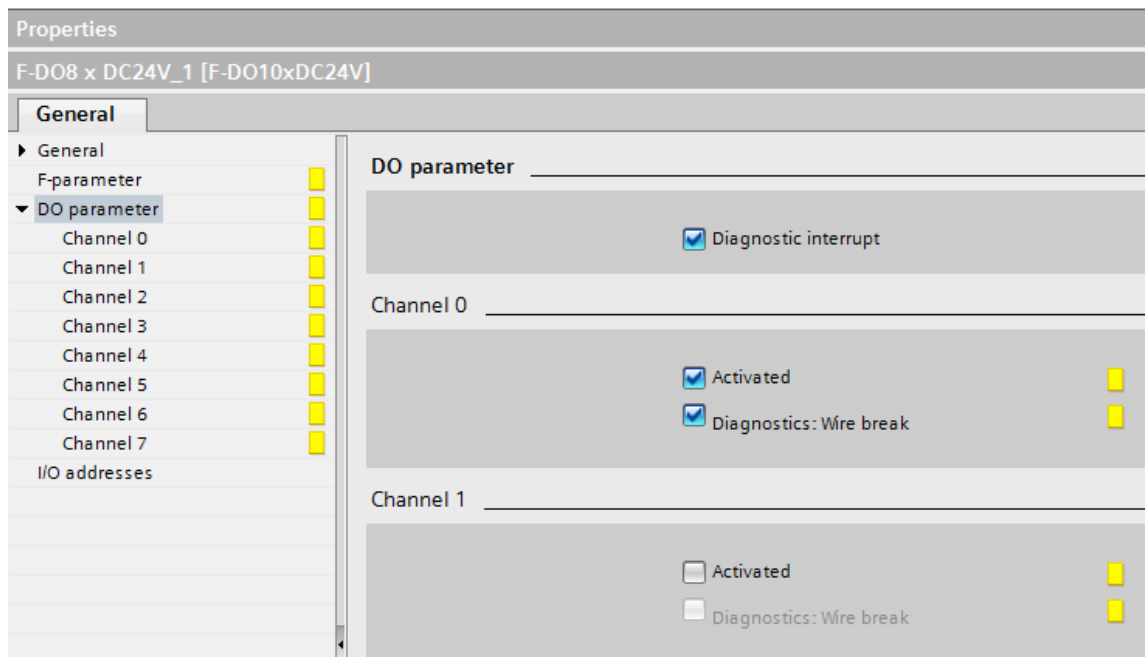 Properties
F-DO8 x DC24V_1 [F-DO10xDC24V]
General
General
F-parameter
DO parameter
Channel 0
Channel 1
Channel 2
Channel 3
Channel 4
Channel 5
Channel 6
Channel 7
I/O addresses
DO parameter
Diagnostic interrupt
Channel 0
Activated
Diagnostics: Wire break
Channel 1
Activated
Diagnostics: Wire break